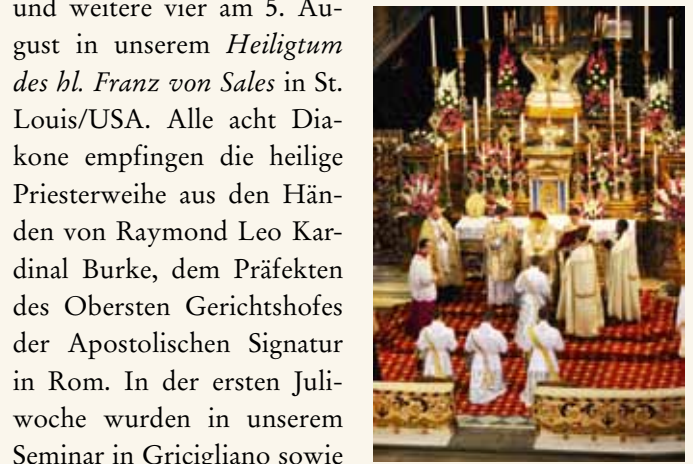 und weitere vier am 5. Au-
gust in unserem Heiligtum
des hl. Franz von Sales in St.
Louis/USA. Alle acht Dia-
kone empfingen die heilige
Priesterweihe aus den Hän-
den von Raymond Leo Kar-
dinal Burke, dem Präfekten
des Obersten Gerichtshofes
der Apostolischen Signatur
in Rom. In der ersten Juli-
woche wurden in unserem
Seminar in Gricigliano sowie